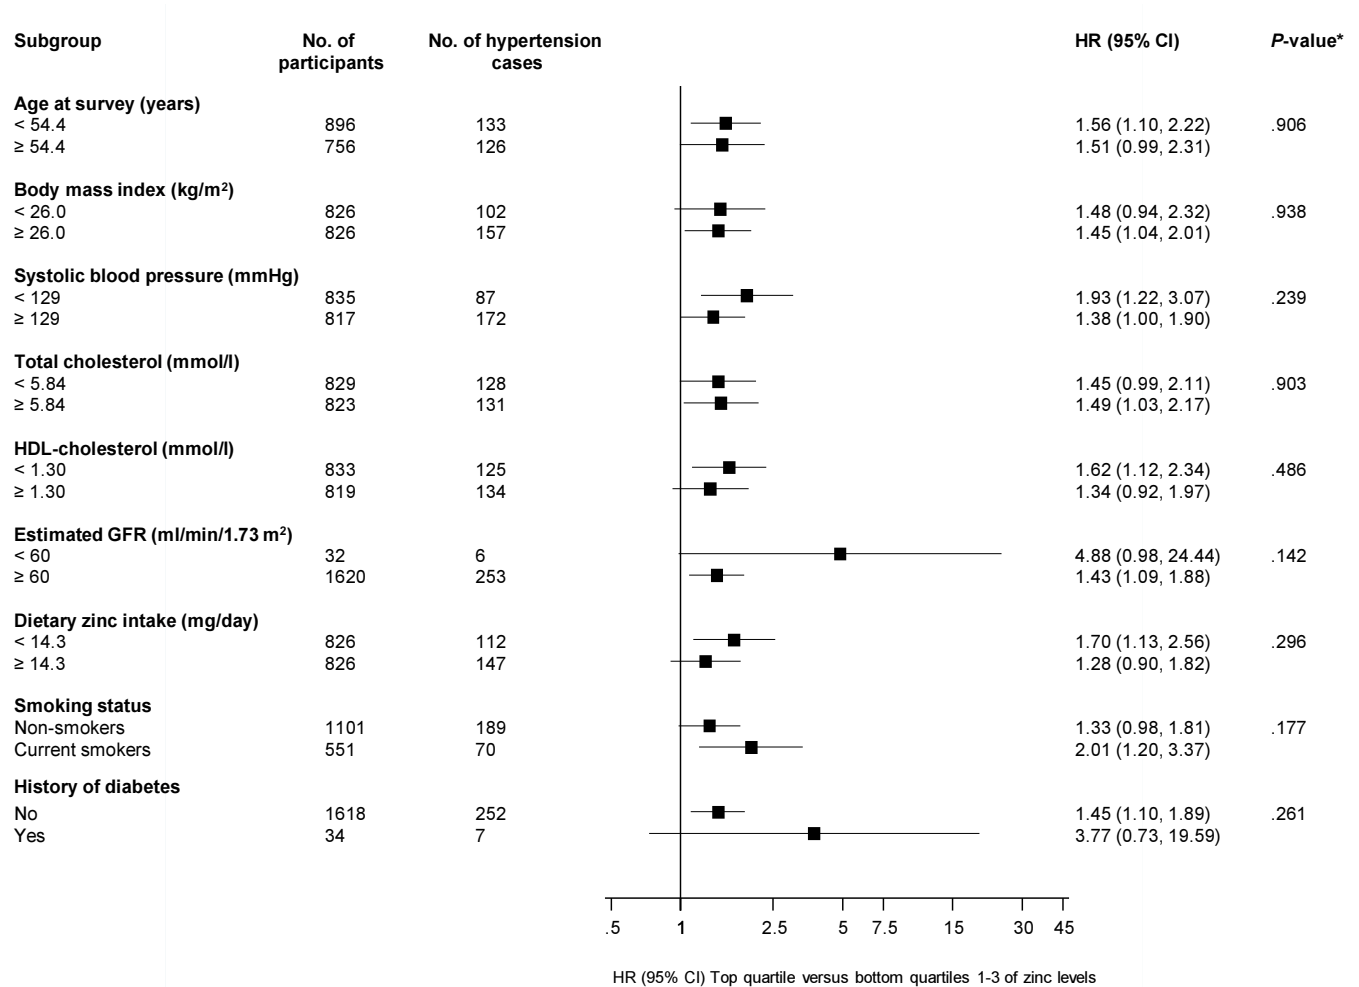 Subgroup No. of No. of hypertension HR (95% CI) P-value*
participants cases
Age at survey (years)
< 54.4 896 133 1.56 (1.10, 2.22) .906
≥ 54.4 756 126 1.51 (0.99, 2.31)
Body mass index (kg/m²)
< 26.0 826 102 1.48 (0.94, 2.32) .938
≥ 26.0 826 157 1.45 (1.04, 2.01)
Systolic blood pressure (mmHg)
< 129 835 87 1.93 (1.22, 3.07) .239
≥ 129 817 172 1.38 (1.00, 1.90)
Total cholesterol (mmol/l)
< 5.84 829 128 1.45 (0.99, 2.11) .903
≥ 5.84 823 131 1.49 (1.03, 2.17)
HDL-cholesterol (mmol/l)
< 1.30 833 125 1.62 (1.12, 2.34) .486
≥ 1.30 819 134 1.34 (0.92, 1.97)
Estimated GFR (ml/min/1.73 m²)
< 60 32 6 4.88 (0.98, 24.44) .142
≥ 60 1620 253 1.43 (1.09, 1.88)
Dietary zinc intake (mg/day)
< 14.3 826 112 1.70 (1.13, 2.56) .296
≥ 14.3 826 147 1.28 (0.90, 1.82)
Smoking status
Non-smokers 1101 189 1.33 (0.98, 1.81) .177
Current smokers 551 70 2.01 (1.20, 3.37)
History of diabetes
No 1618 252 1.45 (1.10, 1.89) .261
Yes 34 7 3.77 (0.73, 19.59)
.5 1 2.5 5 7.5 15 30 45
HR (95% CI) Top quartile versus bottom quartiles 1-3 of zinc levels